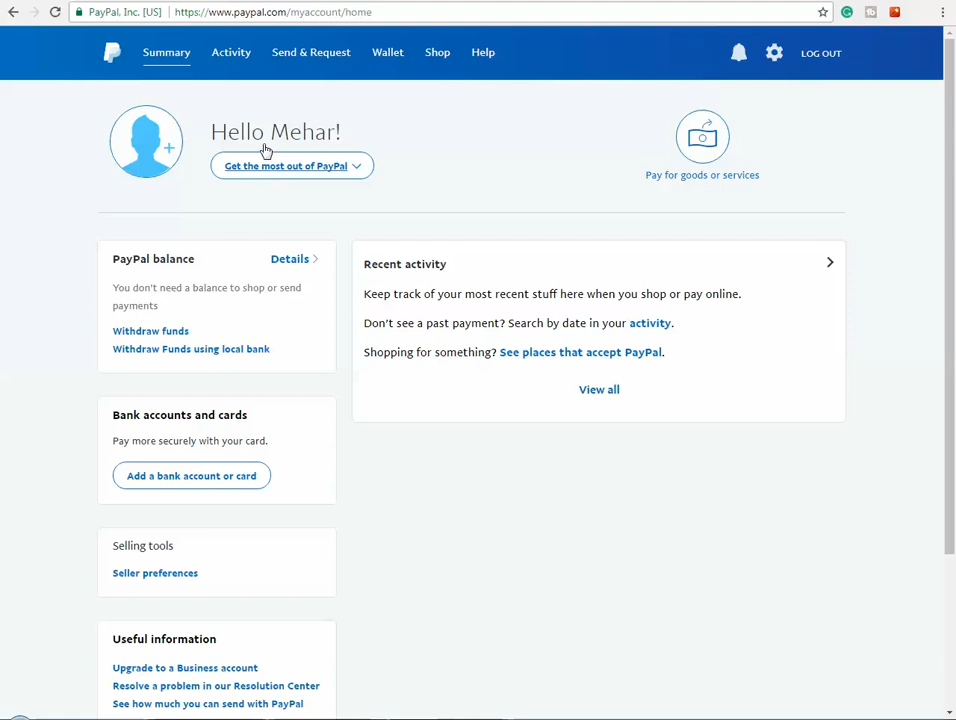 PayPal, Inc. [US] https://www.paypal.com/myaccount/home
Summary Activity Send & Request Wallet Shop Help LOG OUT
Hello Mehar!
Get the most out of PayPal
Pay for goods or services
PayPal balance Details
You don't need a balance to shop or send
payments
Withdraw funds
Withdraw Funds using local bank
Recent activity
Keep track of your most recent stuff here when you shop or pay online.
Don't see a past payment? Search by date in your activity.
Shopping for something? See places that accept PayPal.
View all
Bank accounts and cards
Pay more securely with your card.
Add a bank account or card
Selling tools
Seller preferences
Useful information
Upgrade to a Business account
Resolve a problem in our Resolution Center
See how much you can send with PayPal